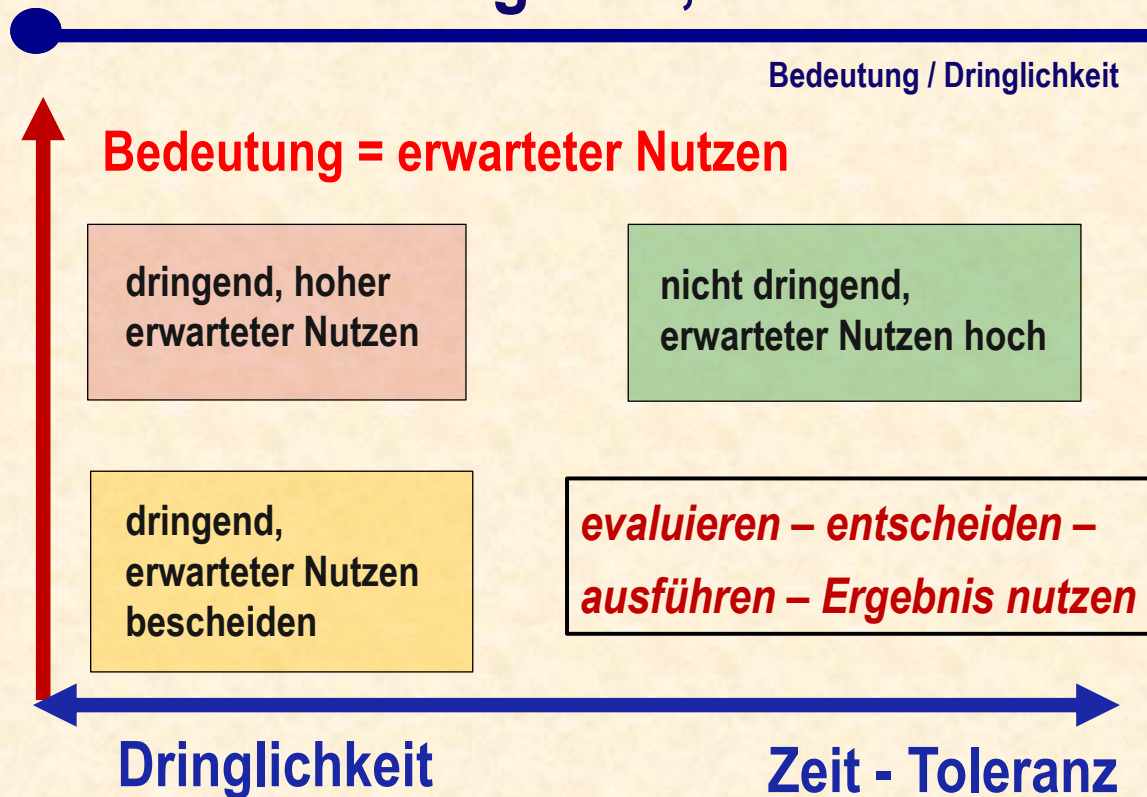 Bedeutung / Dringlichkeit
Bedeutung = erwarteter Nutzen
dringend, hoher
erwarteter Nutzen
nicht dringend,
erwarteter Nutzen hoch
dringend,
erwarteter Nutzen
bescheiden
evaluieren – entscheiden –
ausführen – Ergebnis nutzen
Dringlichkeit
Zeit - Toleranz